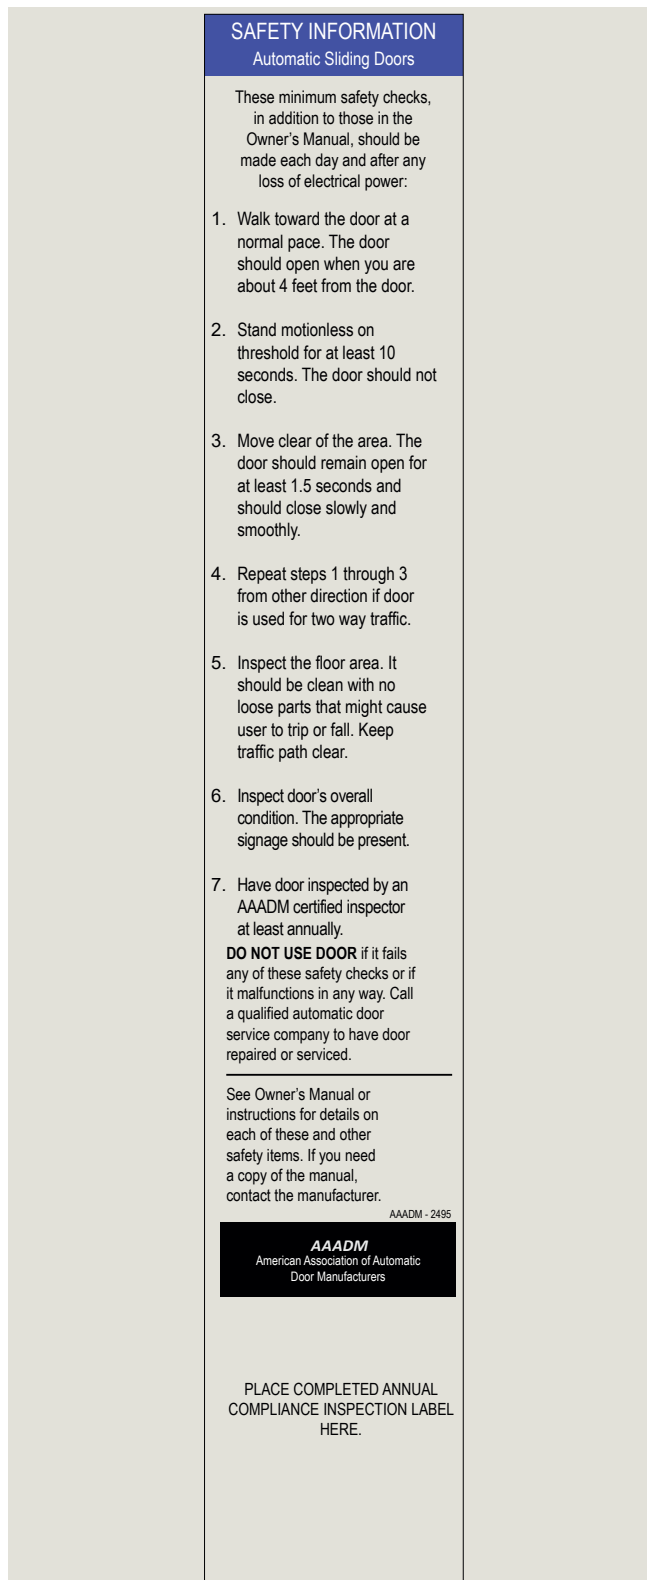 SAFETY INFORMATION
Automatic Sliding Doors
These minimum safety checks,
in addition to those in the
Owner's Manual, should be
made each day and after any
loss of electrical power:
1. Walk toward the door at a
normal pace. The door
should open when you are
about 4 feet from the door.
2. Stand motionless on
threshold for at least 10
seconds. The door should not
close.
3. Move clear of the area. The
door should remain open for
at least 1.5 seconds and
should close slowly and
smoothly.
4. Repeat steps 1 through 3
from other direction if door
is used for two way traffic.
5. Inspect the floor area. It
should be clean with no
loose parts that might cause
user to trip or fall. Keep
traffic path clear.
6. Inspect door's overall
condition. The appropriate
signage should be present.
7. Have door inspected by an
AAADM certified inspector
at least annually.
DO NOT USE DOOR if it fails
any of these safety checks or if
it malfunctions in any way. Call
a qualified automatic door
service company to have door
repaired or serviced.
See Owner's Manual or
instructions for details on
each of these and other
safety items. If you need
a copy of the manual,
contact the manufacturer.
AAADM - 2495
AAADM
American Association of Automatic
Door Manufacturers
PLACE COMPLETED ANNUAL
COMPLIANCE INSPECTION LABEL
HERE.